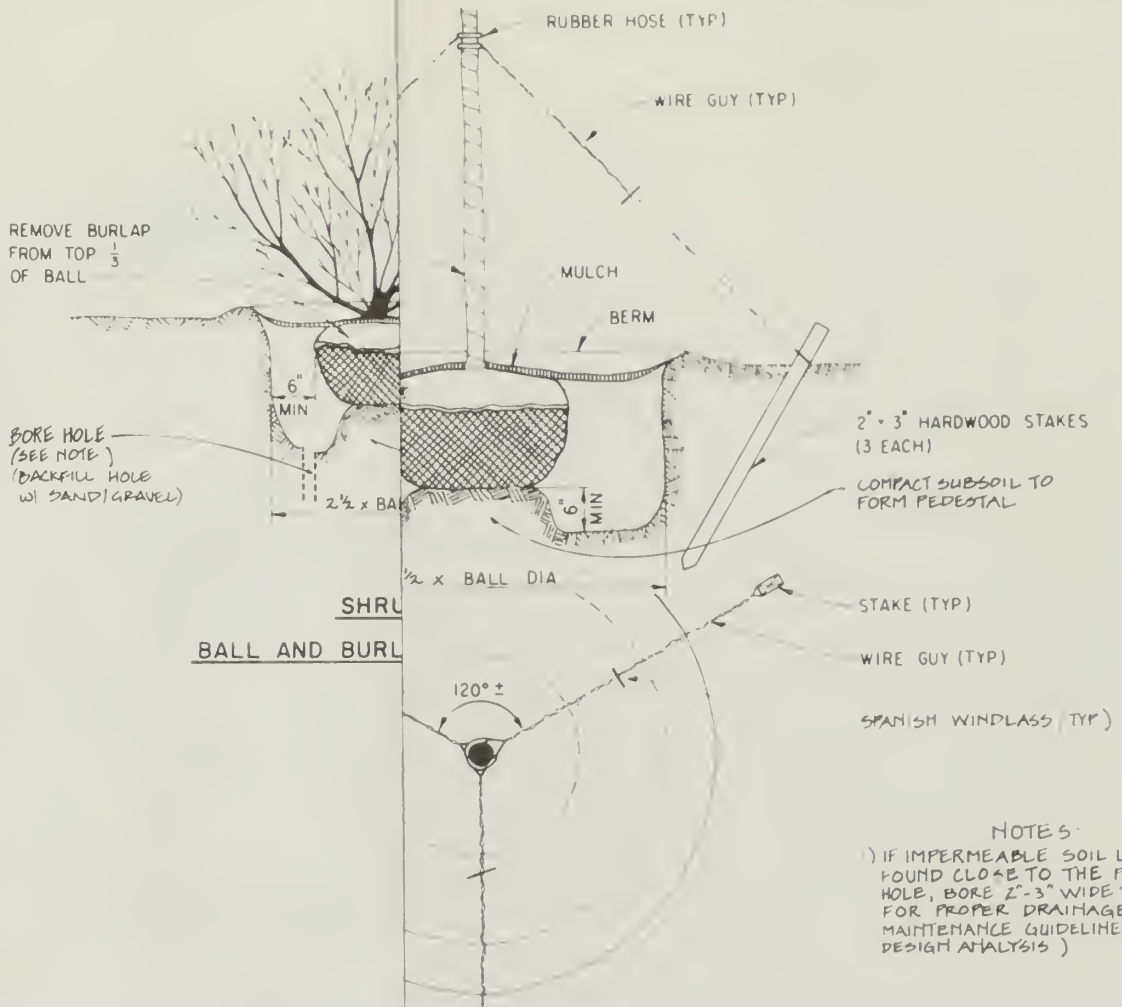 RUBBER HOSE (TYP)
WIRE GUY (TYP)
REMOVE BURLAP
FROM TOP 1/3
OF BALL
MULCH
BERM
6"
MIN
BORE HOLE
(SEE NOTE)
(BACKFILL HOLE
W/ SAND/GRAVEL)
2 1/2 x BA
6"
MIN
2" x 3" HARDWOOD STAKES
(3 EACH)
COMPACT SUBSOIL TO
FORM PEDESTAL
1/2 x BALL DIA
SHRU
BALL AND BURL
STAKE (TYP)
WIRE GUY (TYP)
120° ±
SPANISH WINDLASS TYP)
NOTES
) IF IMPERMEABLE SOIL L
FOUND CLOSE TO THE P
HOLE, BORE 2"-3" WIDE
FOR PROPER DRAINAGE
MAINTENANCE GUIDELINE
DESIGN ANALYSIS )